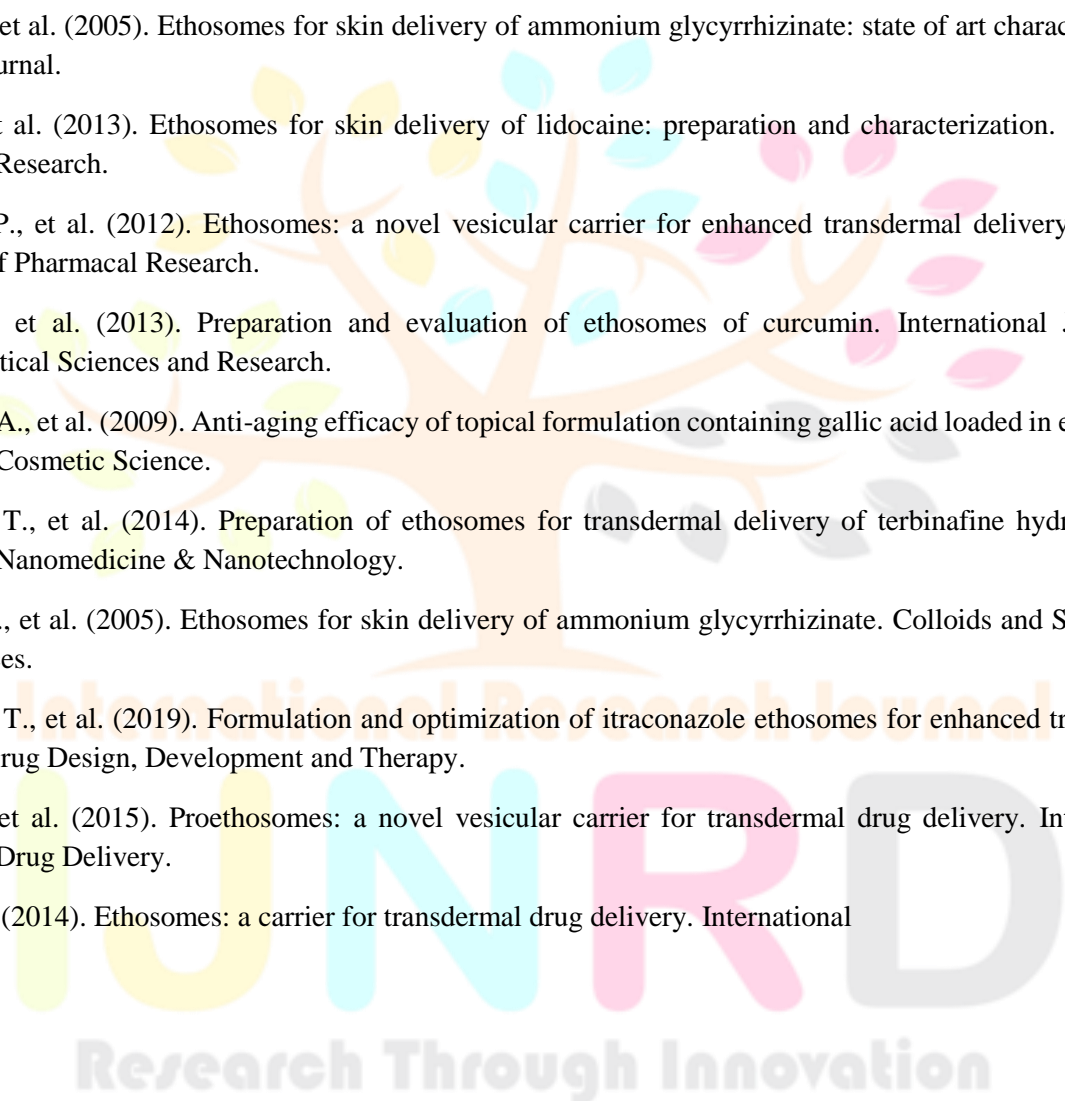 et al. (2005). Ethosomes for skin delivery of ammonium glycyrrhizinate: state of art charac
urnal.
t al. (2013). Ethosomes for skin delivery of lidocaine: preparation and characterization.
Research.
P., et al. (2012). Ethosomes: a novel vesicular carrier for enhanced transdermal delivery
f Pharmacal Research.
et al. (2013). Preparation and evaluation of ethosomes of curcumin. International J
tical Sciences and Research.
A., et al. (2009). Anti-aging efficacy of topical formulation containing gallic acid loaded in e
Cosmetic Science.
T., et al. (2014). Preparation of ethosomes for transdermal delivery of terbinafine hydr
Nanomedicine & Nanotechnology.
., et al. (2005). Ethosomes for skin delivery of ammonium glycyrrhizinate. Colloids and S
es.
International Research Journal
T., et al. (2019). Formulation and optimization of itraconazole ethosomes for enhanced tr
rug Design, Development and Therapy.
et al. (2015). Proethosomes: a novel vesicular carrier for transdermal drug delivery. Int
Drug Delivery.
(2014). Ethosomes: a carrier for transdermal drug delivery. International
IJNRD
Research Through Innovation